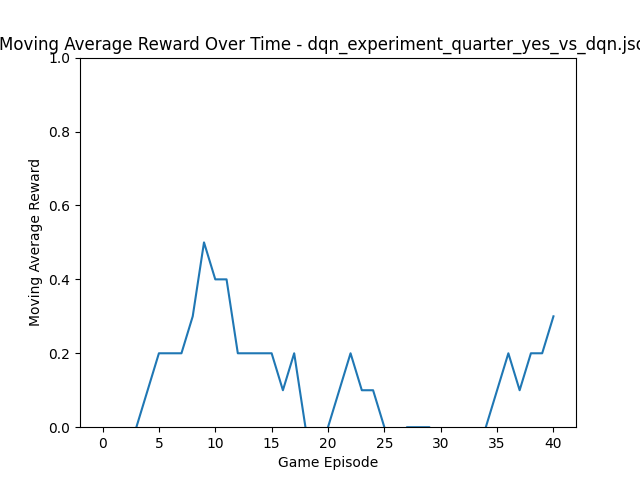 Moving Average Reward Over Time - dqn_experiment_quarter_yes_vs_dqn.jsc
1.0
0.8
0.6
0.4
0.2
0.0
Moving Average Reward
0 5 10 15 20 25 30 35 40
Game Episode